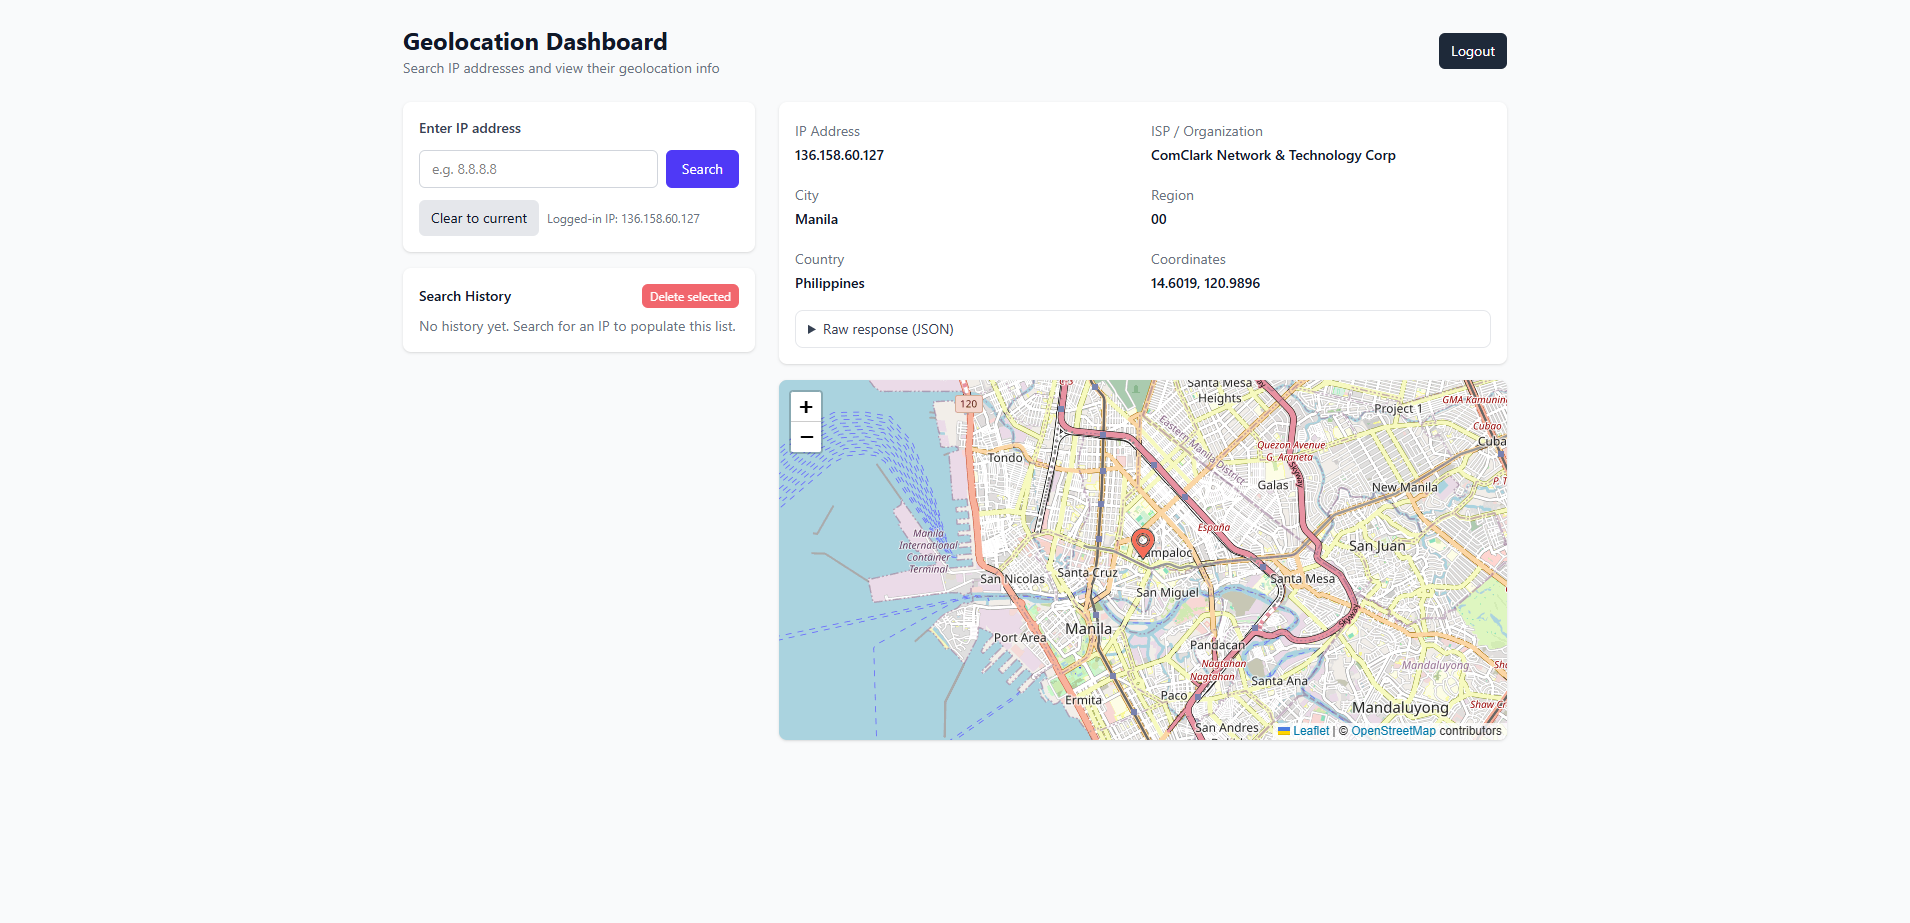 Geolocation Dashboard
Search IP addresses and view their geolocation info
Logout
Enter IP address
e.g. 8.8.8.8
Search
Clear to current
Logged-in IP: 136.158.60.127
Search History
Delete selected
No history yet. Search for an IP to populate this list.
IP Address
136.158.60.127
ISP / Organization
ComClark Network & Technology Corp
City
Manila
Region
00
Country
Philippines
Coordinates
14.6019, 120.9896
Raw response (JSON)
+
−
120
Santa Mesa
Heights
Project 1
GMA Kamunin
Cubao
Cuba
Eastern Manila District
Quezon Avenue
G. Araneta
Skyway
Tondo
Galas
New Manila
España
Manila
International
Container
Terminal
San Juan
ampaloc
San Nicolas
Santa Cruz
Santa Mesa
San Miguel
Skyway
Port Area
Manila
Pandacan
Nagtahan
Nagtahan
Mandaluyong
Santa Ana
Ermita
Paco
Mandaluyong
Shaw C
San Andres
Leaflet | © OpenStreetMap contributors